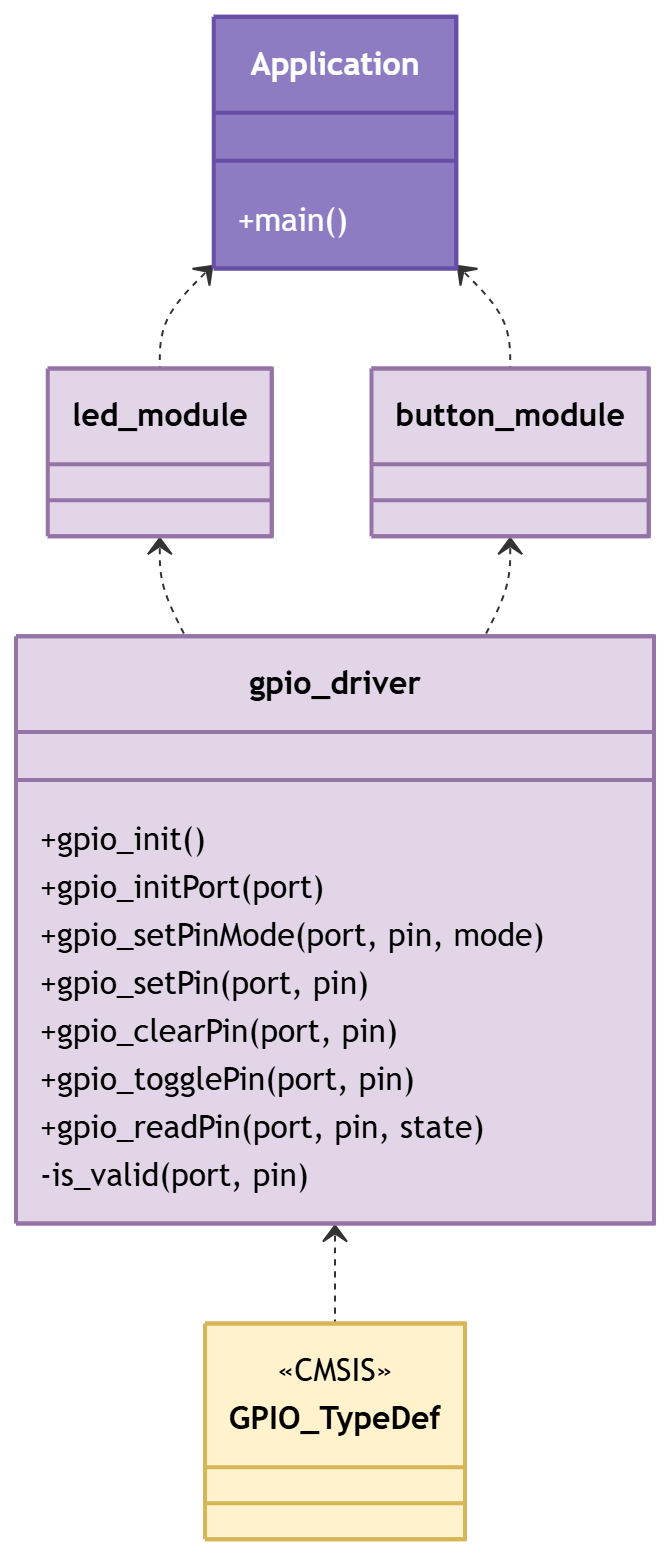 Application
+main()
led_module
button_module
gpio_driver
+gpio_init()
+gpio_initPort(port)
+gpio_setPinMode(port, pin, mode)
+gpio_setPin(port, pin)
+gpio_clearPin(port, pin)
+gpio_togglePin(port, pin)
+gpio_readPin(port, pin, state)
-is_valid(port, pin)
«CMSIS»
GPIO_TypeDef